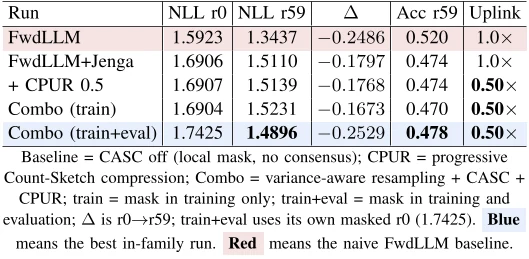 Run NLL r0 NLL r59 Δ Acc r59 Uplink
FwdLLM 1.5923 1.3437 −0.2486 0.520 1.0×
FwdLLM+Jenga 1.6906 1.5110 −0.1797 0.474 1.0×
+ CPUR 0.5 1.6907 1.5139 −0.1768 0.474 0.50×
Combo (train) 1.6904 1.5231 −0.1673 0.470 0.50×
Combo (train+eval) 1.7425 1.4896 −0.2529 0.478 0.50×
Baseline = CASC off (local mask, no consensus); CPUR = progressive
Count-Sketch compression; Combo = variance-aware resampling + CASC +
CPUR; train = mask in training only; train+eval = mask in training and
evaluation; Δ is r0→r59; train+eval uses its own masked r0 (1.7425). Blue
means the best in-family run. Red means the naive FwdLLM baseline.